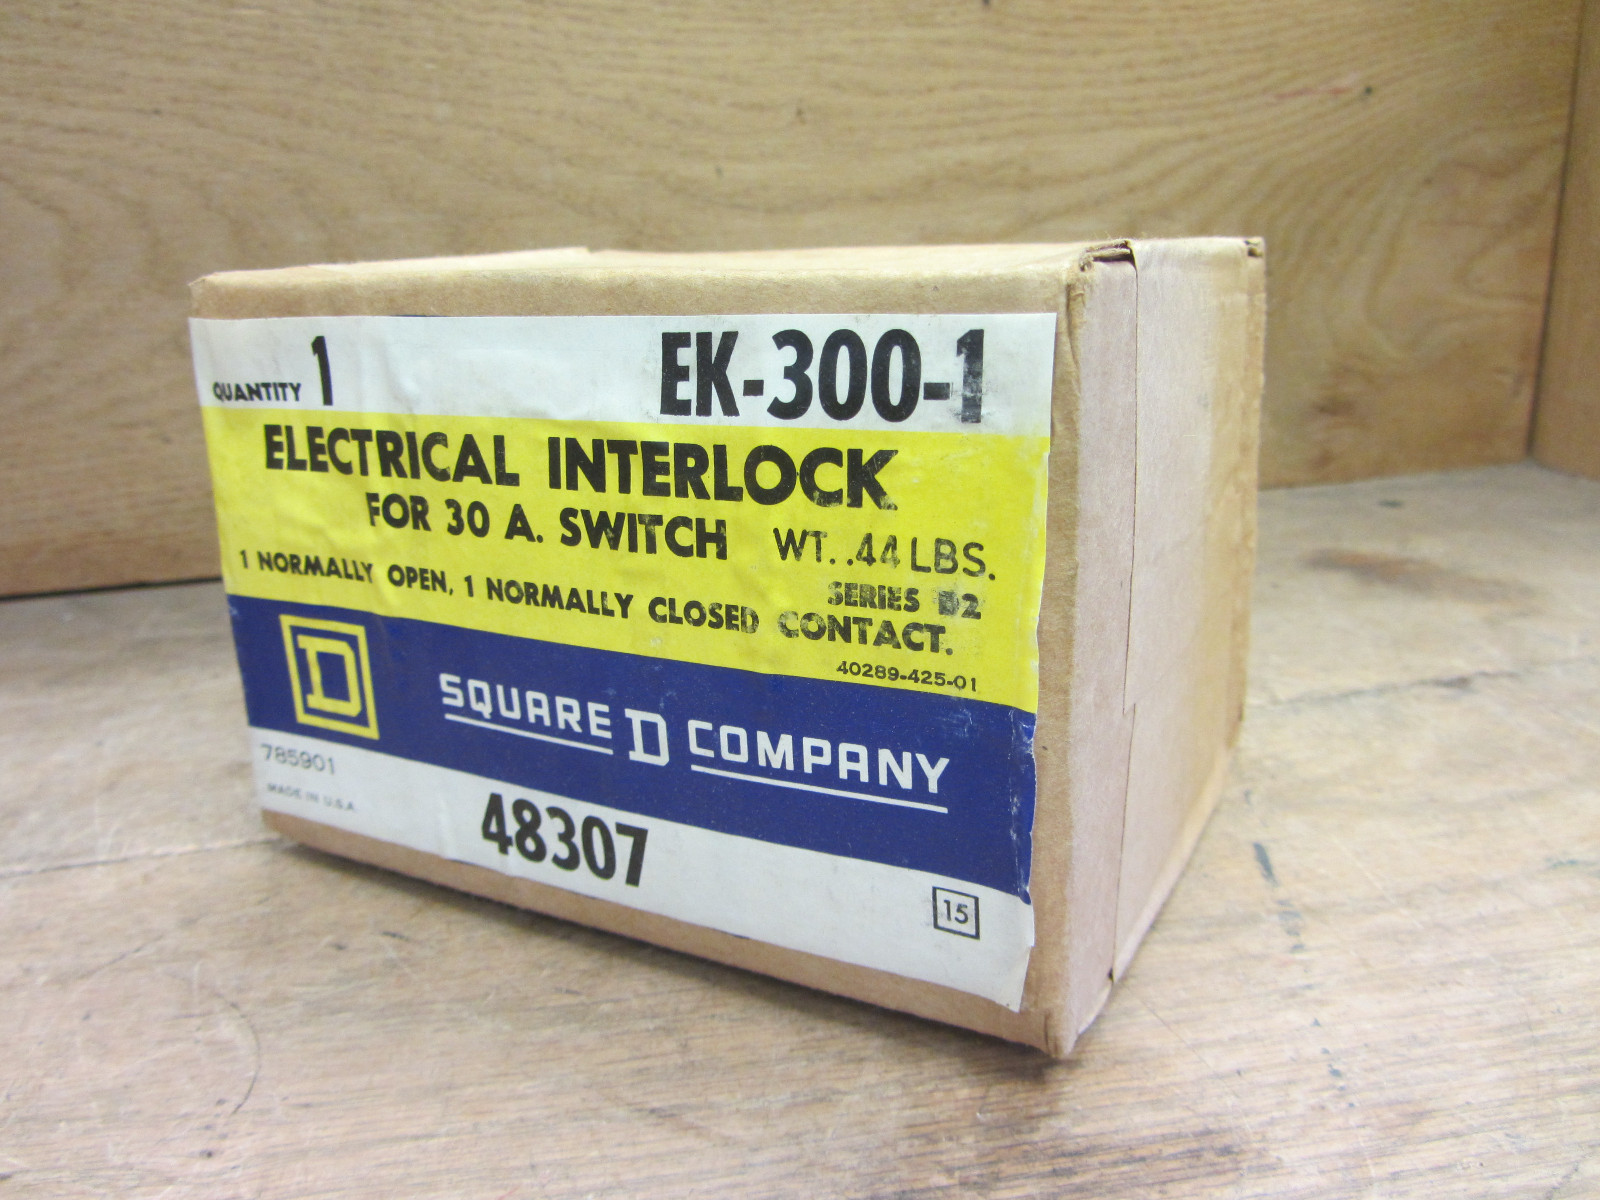 QUANTITY 1 EK-300-1
ELECTRICAL INTERLOCK
FOR 30 A. SWITCH WT. .44 LBS.
SERIES
1 NORMALLY OPEN, 1 NORMALLY CLOSED CONTACT.
40289-425-01
D SQUARE D COMPANY
785901
MADE IN U.S.A.
48307
15